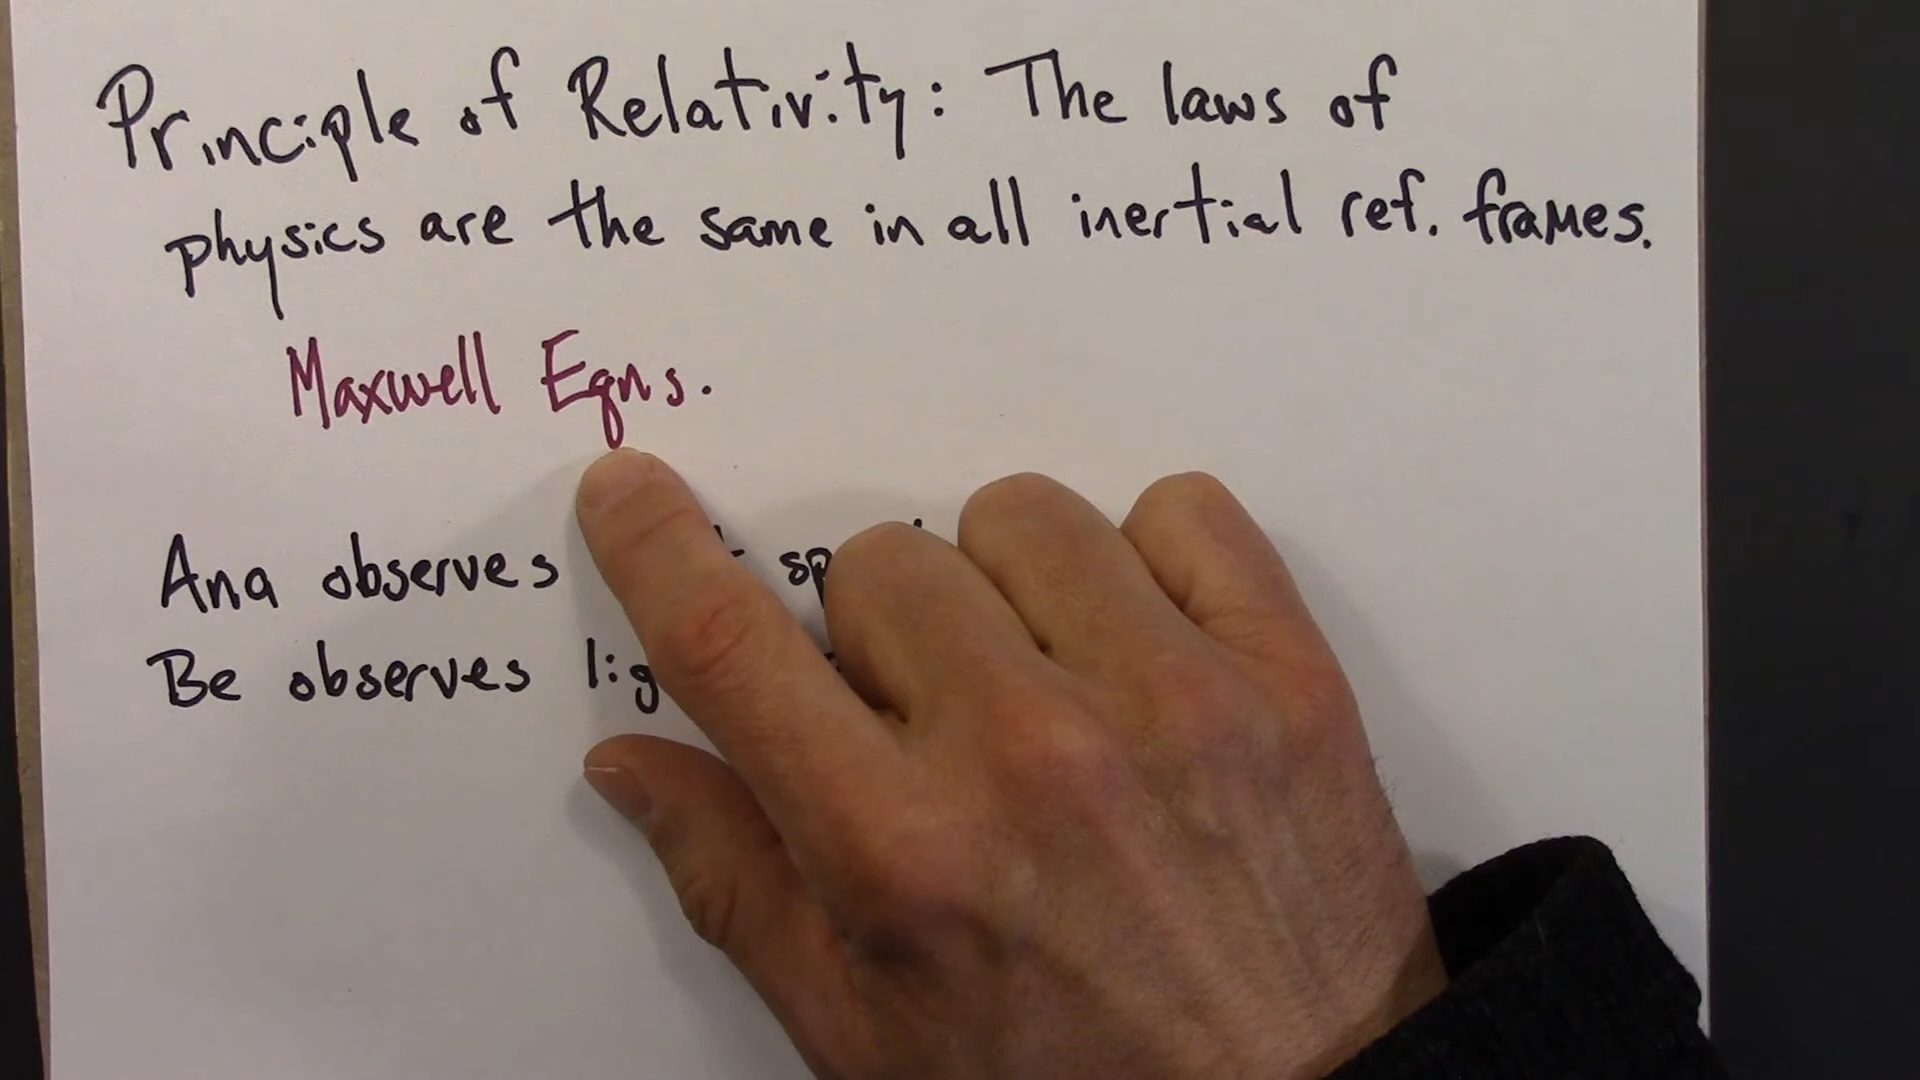 Principle of Relativity: The laws of
physics are the same in all inertial ref. frames.
Maxwell Eqns.
Ana observes
Be observes